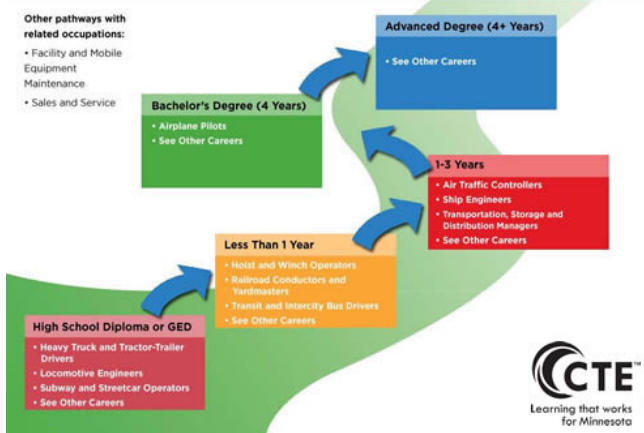 Other pathways with
related occupations:
• Facility and Mobile
Equipment
Maintenance
• Sales and Service
Advanced Degree (4+ Years)
• See Other Careers
Bachelor's Degree (4 Years)
• Airplane Pilots
• See Other Careers
1-3 Years
• Air Traffic Controllers
• Ship Engineers
• Transportation, Storage and
Distribution Managers
• See Other Careers
Less Than 1 Year
• Hoist and Winch Operators
• Railroad Conductors and
Yardmasters
• Transit and Intercity Bus Drivers
• See Other Careers
High School Diploma or GED
• Heavy Truck and Tractor-Trailer
Drivers
• Locomotive Engineers
• Subway and Streetcar Operators
• See Other Careers
CTE™
Learning that works
for Minnesota